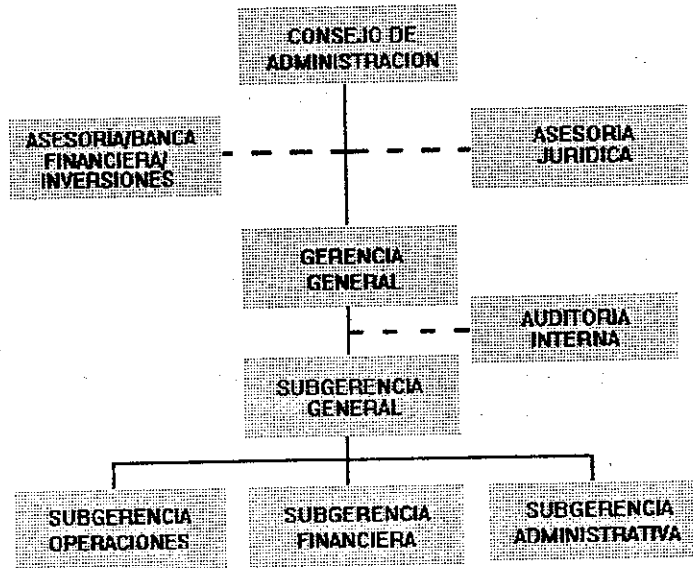 CONSEJO DE
ADMINISTRACION
ASESORIA/BANCA
FINANCIERA/
INVERSIONES
ASESORIA
JURIDICA
GERENCIA
GENERAL
AUDITORIA
INTERNA
SUBGERENCIA
GENERAL
SUBGERENCIA
OPERACIONES
SUBGERENCIA
FINANCIERA
SUBGERENCIA
ADMINISTRATIVA